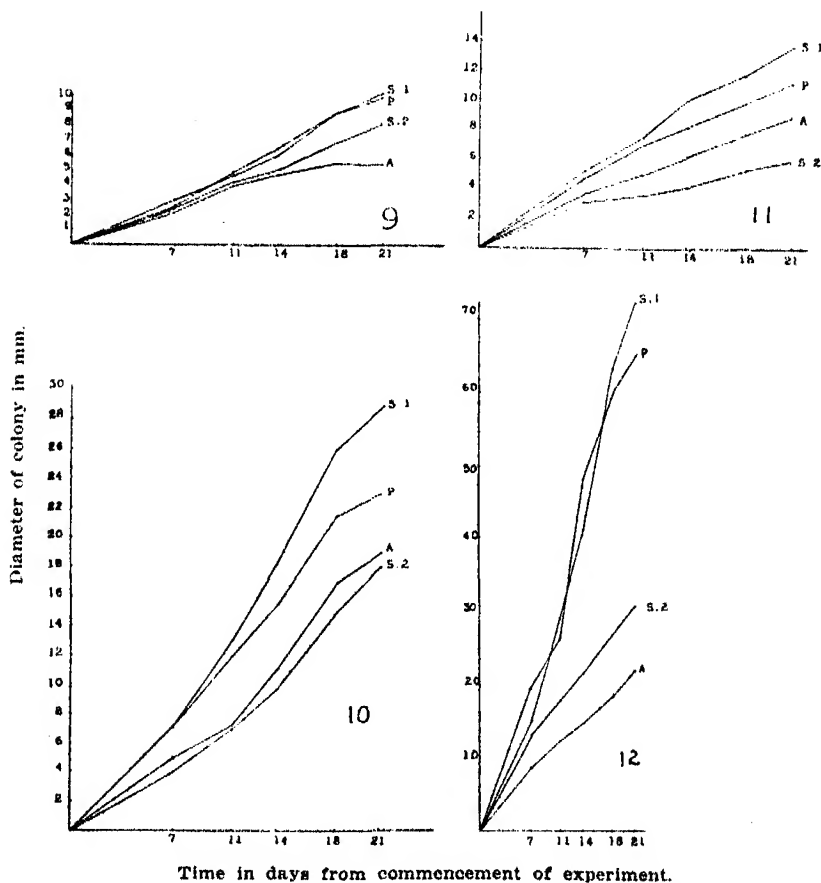 10
9
8
7
6
5
4
3
2
1
S.1
P
S.2
A
9
7 11 14 18 21
14
12
10
8
6
4
2
S.1
P
A
S.2
11
7 11 14 18 21
Diameter of colony in mm.
30
28
26
24
22
20
18
16
14
12
10
8
6
4
2
S.1
P
A
S.2
10
7 11 14 18 21
70
60
50
40
30
20
10
S.1
P
S.2
A
12
7 11 14 18 21
Time in days from commencement of experiment.